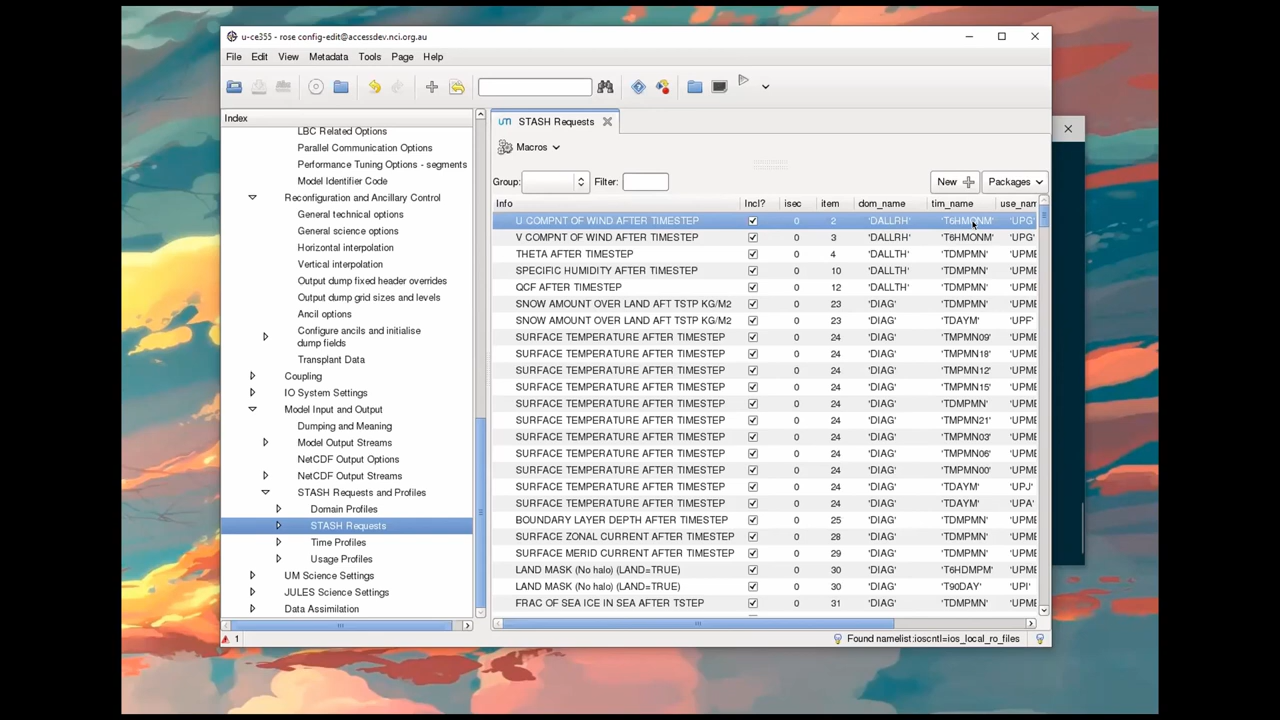 u-ce355 - rose config-edit@accessdev.nci.org.au
File Edit View Metadata Tools Page Help
Index
LBC Related Options
Parallel Communication Options
Performance Tuning Options - segments
Model Identifier Code
Reconfiguration and Ancillary Control
General technical options
General science options
Horizontal interpolation
Vertical interpolation
Output dump fixed header overrides
Output dump grid sizes and levels
Ancil options
Configure ancils and initialise
dump fields
Transplant Data
Coupling
IO System Settings
Model Input and Output
Dumping and Meaning
Model Output Streams
NetCDF Output Options
NetCDF Output Streams
STASH Requests and Profiles
Domain Profiles
STASH Requests
Time Profiles
Usage Profiles
UM Science Settings
JULES Science Settings
Data Assimilation
1
um STASH Requests
Macros
Group: Filter: New Packages
Info Incl? isec item dom_name tim_name use_nam
U COMPNT OF WIND AFTER TIMESTEP 0 2 'DALLRH' 'T6HMONM' 'UPG'
V COMPNT OF WIND AFTER TIMESTEP 0 3 'DALLRH' 'T6HMONM' 'UPG'
THETA AFTER TIMESTEP 0 4 'DALLTH' 'TDMPMN' 'UPME
SPECIFIC HUMIDITY AFTER TIMESTEP 0 10 'DALLTH' 'TDMPMN' 'UPME
QCF AFTER TIMESTEP 0 12 'DALLTH' 'TDMPMN' 'UPME
SNOW AMOUNT OVER LAND AFT TSTP KG/M2 0 23 'DIAG' 'TDMPMN' 'UPME
SNOW AMOUNT OVER LAND AFT TSTP KG/M2 0 23 'DIAG' 'TDAYM' 'UPF'
SURFACE TEMPERATURE AFTER TIMESTEP 0 24 'DIAG' 'TMPMN09' 'UPME
SURFACE TEMPERATURE AFTER TIMESTEP 0 24 'DIAG' 'TMPMN18' 'UPME
SURFACE TEMPERATURE AFTER TIMESTEP 0 24 'DIAG' 'TMPMN12' 'UPME
SURFACE TEMPERATURE AFTER TIMESTEP 0 24 'DIAG' 'TMPMN15' 'UPME
SURFACE TEMPERATURE AFTER TIMESTEP 0 24 'DIAG' 'TDMPMN' 'UPME
SURFACE TEMPERATURE AFTER TIMESTEP 0 24 'DIAG' 'TMPMN21' 'UPME
SURFACE TEMPERATURE AFTER TIMESTEP 0 24 'DIAG' 'TMPMN03' 'UPME
SURFACE TEMPERATURE AFTER TIMESTEP 0 24 'DIAG' 'TMPMN06' 'UPME
SURFACE TEMPERATURE AFTER TIMESTEP 0 24 'DIAG' 'TMPMN00' 'UPME
SURFACE TEMPERATURE AFTER TIMESTEP 0 24 'DIAG' 'TDAYM' 'UPJ'
SURFACE TEMPERATURE AFTER TIMESTEP 0 24 'DIAG' 'TDAYM' 'UPA'
BOUNDARY LAYER DEPTH AFTER TIMESTEP 0 25 'DIAG' 'TDMPMN' 'UPME
SURFACE ZONAL CURRENT AFTER TIMESTEP 0 28 'DIAG' 'TDMPMN' 'UPME
SURFACE MERID CURRENT AFTER TIMESTEP 0 29 'DIAG' 'TDMPMN' 'UPME
LAND MASK (No halo) (LAND=TRUE) 0 30 'DIAG' 'T6HDMPM' 'UPME
LAND MASK (No halo) (LAND=TRUE) 0 30 'DIAG' 'T90DAY' 'UPI'
FRAC OF SEA ICE IN SEA AFTER TSTEP 0 31 'DIAG' 'TDMPMN' 'UPME
Found namelist:ioscntl=ios_local_ro_files